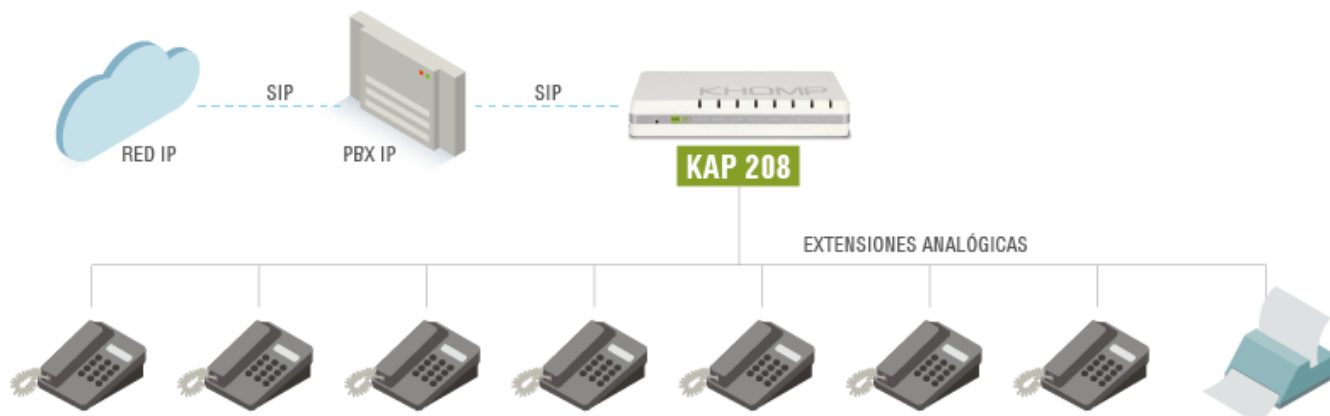 SIP
SIP
KHOMP
RED IP
PBX IP
KAP 208
EXTENSIONES ANALÓGICAS